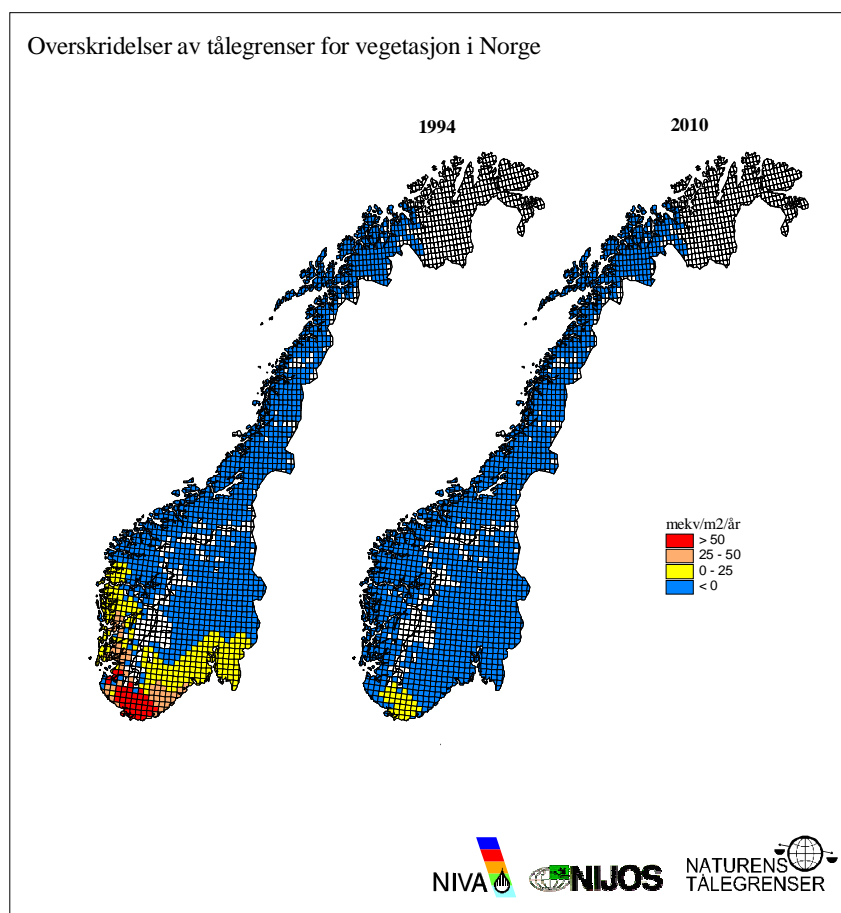 Overskridelser av tålegrenser for vegetasjon i Norge
1994
2010
mekv/m2/år
> 50
25 - 50
0 - 25
< 0
NIVA
NIJOS
NATURENS
TÅLEGRENSER